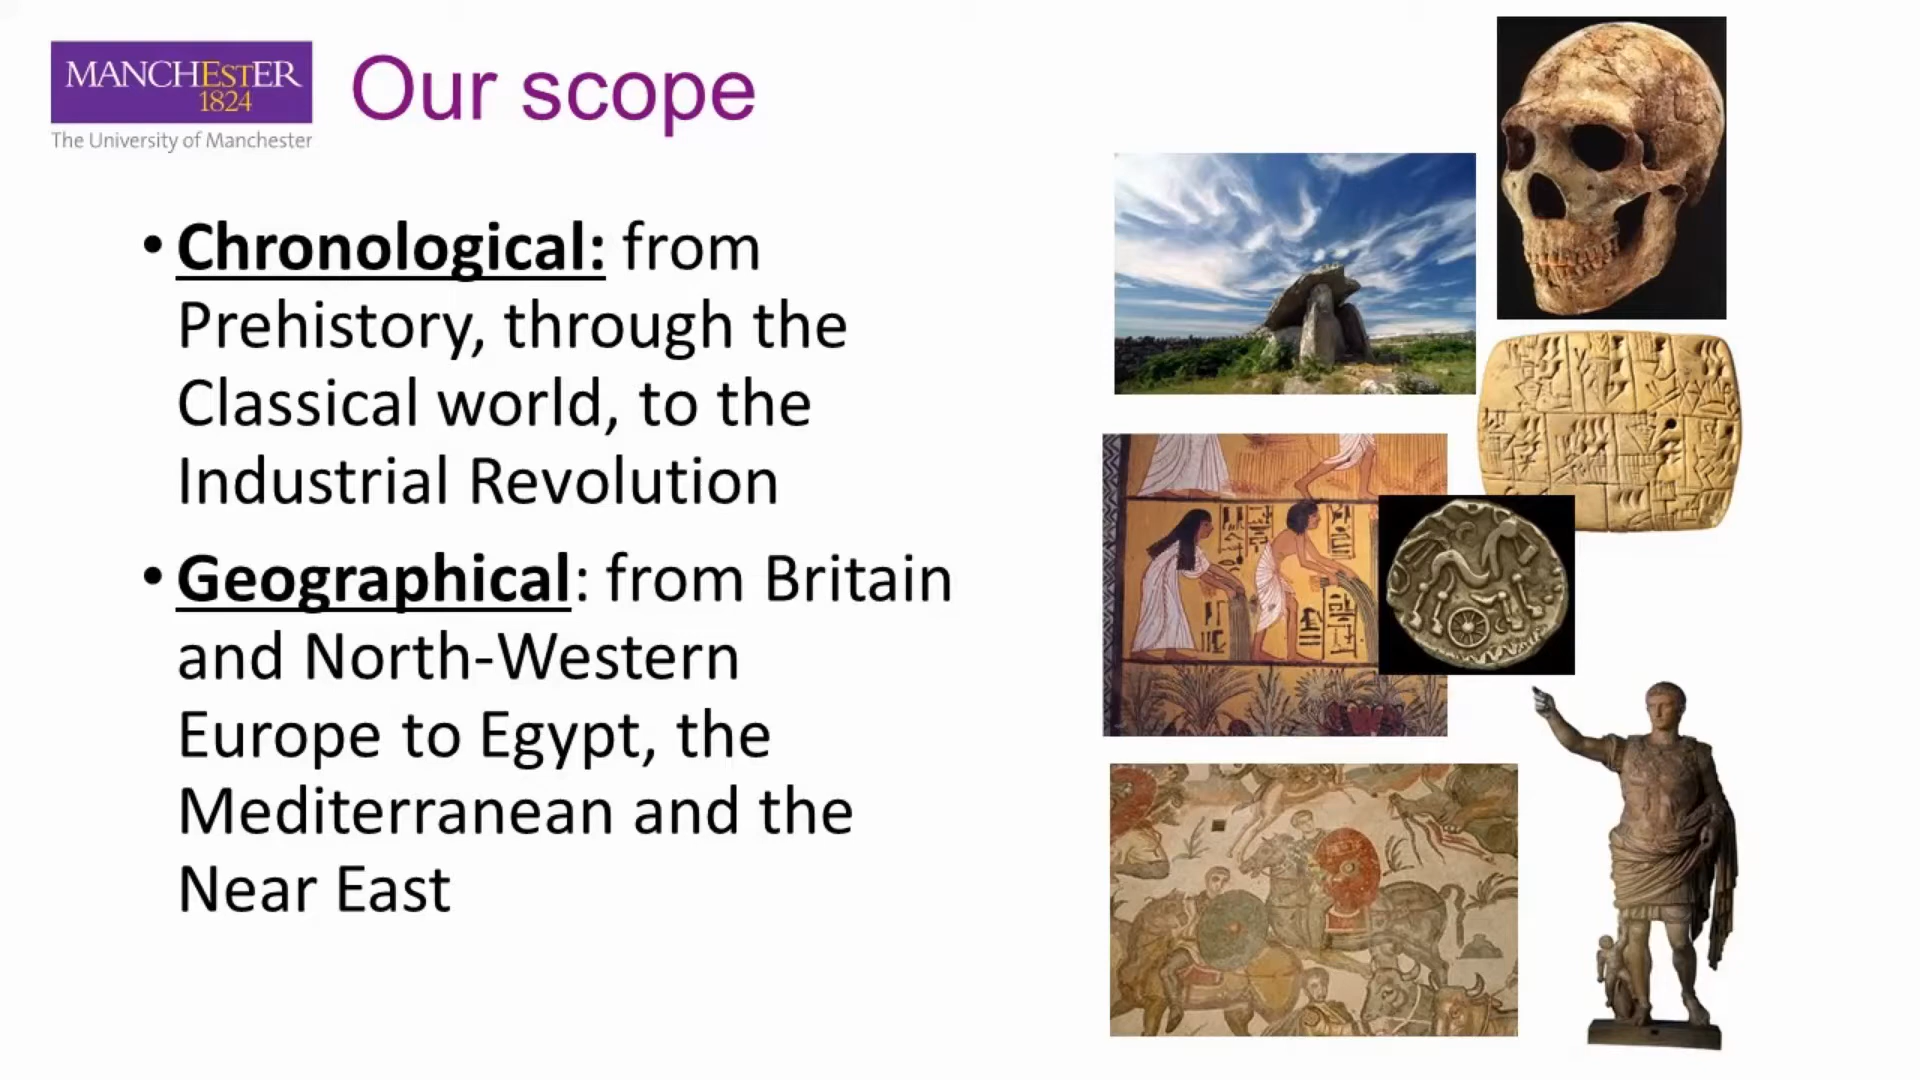 MANCHESTER
1824
The University of Manchester
Our scope
• Chronological: from
Prehistory, through the
Classical world, to the
Industrial Revolution
• Geographical: from Britain
and North-Western
Europe to Egypt, the
Mediterranean and the
Near East